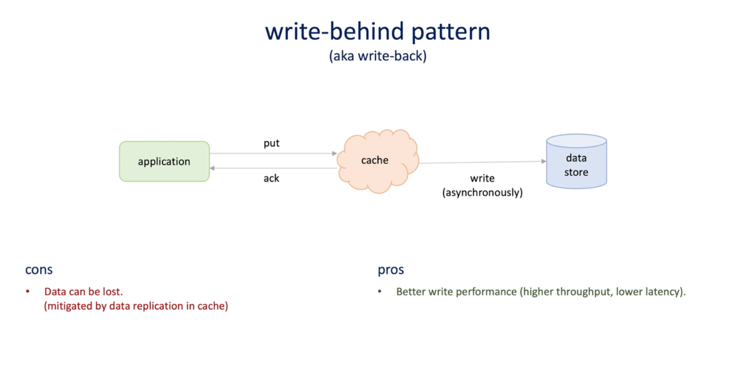 write-behind pattern
(aka write-back)
put
application
cache
data
store
ack
write
(asynchronously)
cons
• Data can be lost.
(mitigated by data replication in cache)
pros
• Better write performance (higher throughput, lower latency).